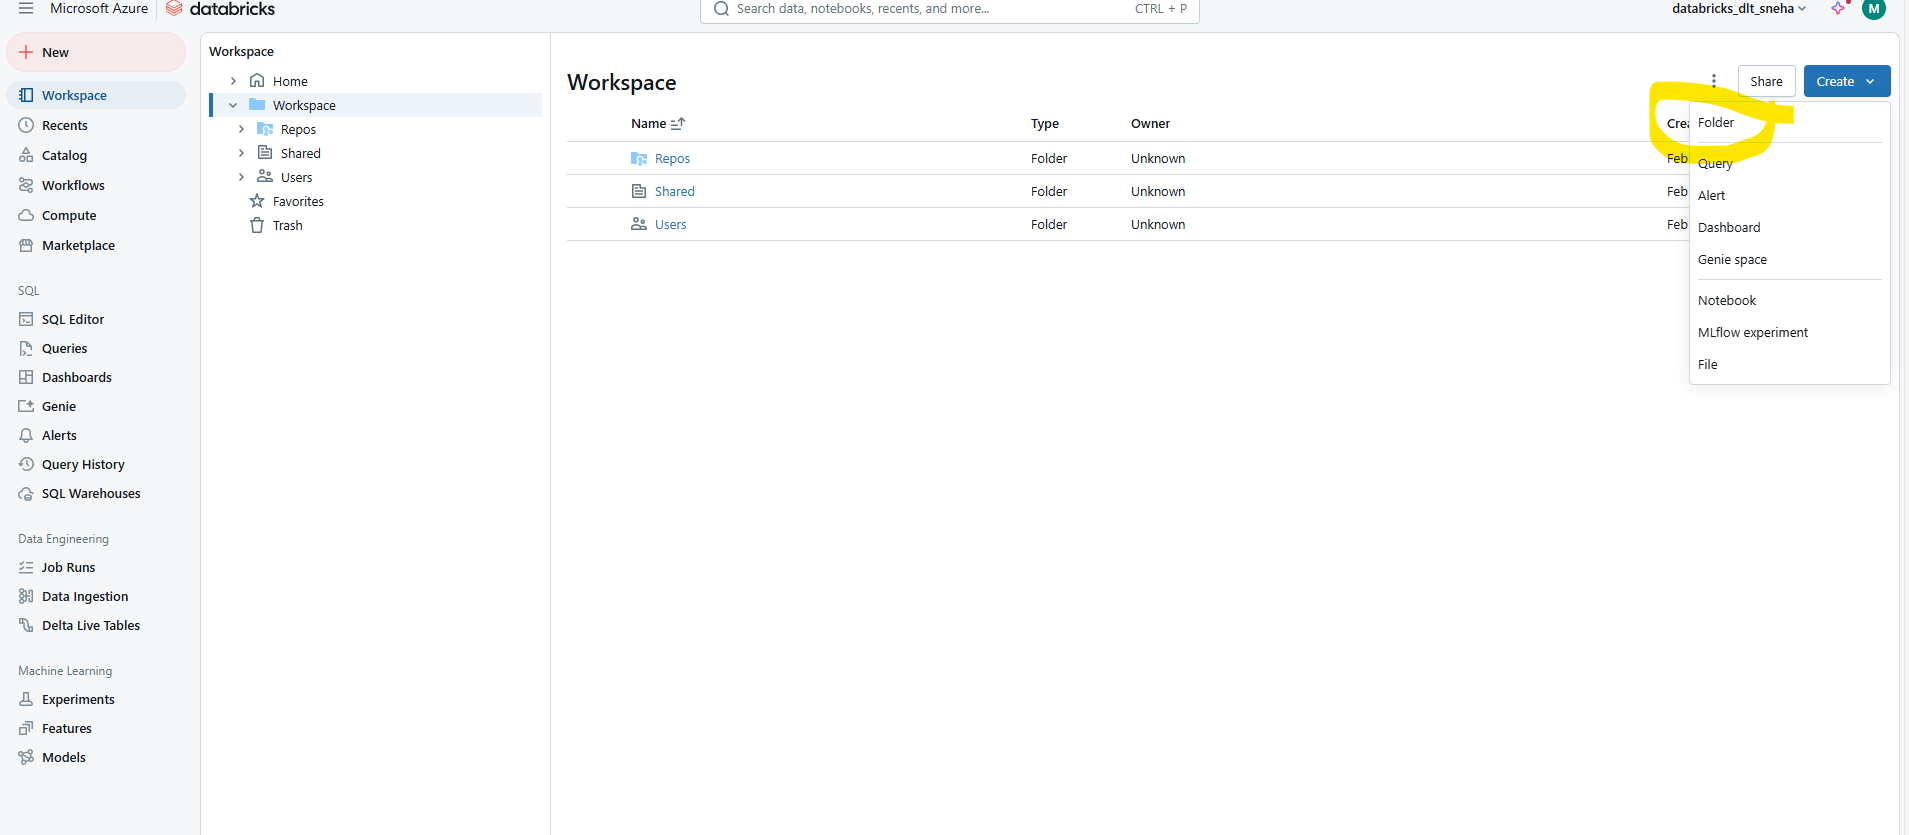 Microsoft Azure
databricks
Search data, notebooks, recents, and more...
CTRL + P
databricks_dlt_sneha
M
New
Workspace
Recents
Catalog
Workflows
Compute
Marketplace
SQL
SQL Editor
Queries
Dashboards
Genie
Alerts
Query History
SQL Warehouses
Data Engineering
Job Runs
Data Ingestion
Delta Live Tables
Machine Learning
Experiments
Features
Models
Workspace
Home
Workspace
Repos
Shared
Users
Favorites
Trash
Workspace
Share
Create
Name Type Owner Crea
Repos Folder Unknown Feb
Shared Folder Unknown Feb
Users Folder Unknown Feb
Folder
Query
Alert
Dashboard
Genie space
Notebook
MLflow experiment
File